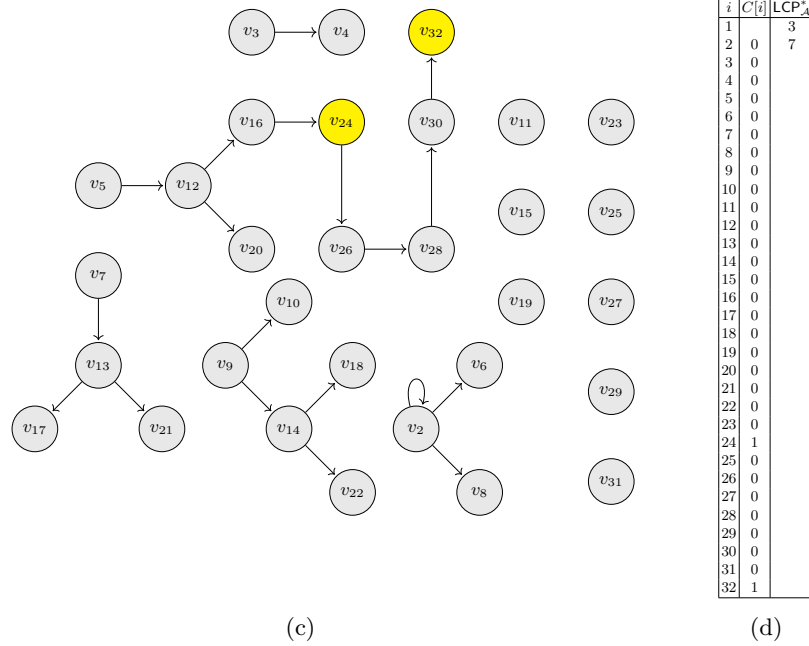 v3 v4 v32
v16 v24 v30 v11 v23
v5 v12
v15 v25
v20 v26 v28
v7
v10 v19 v27
v9 v18 v6
v13
v29
v17 v21 v14 v2
v22 v8 v31
(c)
i C[i] LCP*𝒜
1 3
2 0 7
3 0
4 0
5 0
6 0
7 0
8 0
9 0
10 0
11 0
12 0
13 0
14 0
15 0
16 0
17 0
18 0
19 0
20 0
21 0
22 0
23 0
24 1
25 0
26 0
27 0
28 0
29 0
30 0
31 0
32 1
(d)